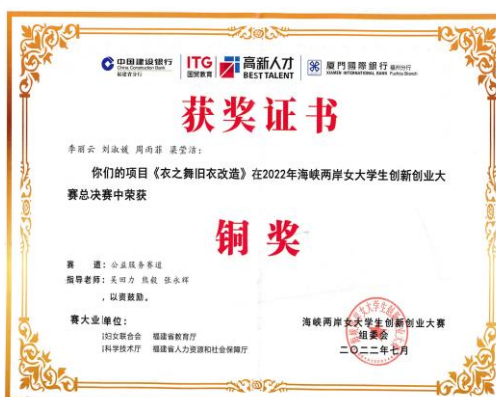 中国建设银行 ITG 高新人才 厦門國際銀行 福州分行
China Construction Bank 国贸教育 BEST TALENT XIAMEN INTERNATIONAL BANK Fuzhou Branch
福建省分行
获奖证书
李丽云 刘淑媛 周雨菲 梁莹洁：
你们的项目《衣之舞旧衣改造》在2022年海峡两岸女大学生创新创业大
赛总决赛中荣获
铜奖
赛 道：公益服务赛道
指导老师：吴四力 熊毅 张永辉
，以资鼓励。
赛大业单位：
妇女联合会 福建省教育厅
科学技术厅 福建省人力资源和社会保障厅
海峡两岸女大学生创新创业大赛
组委会
二〇二二年七月